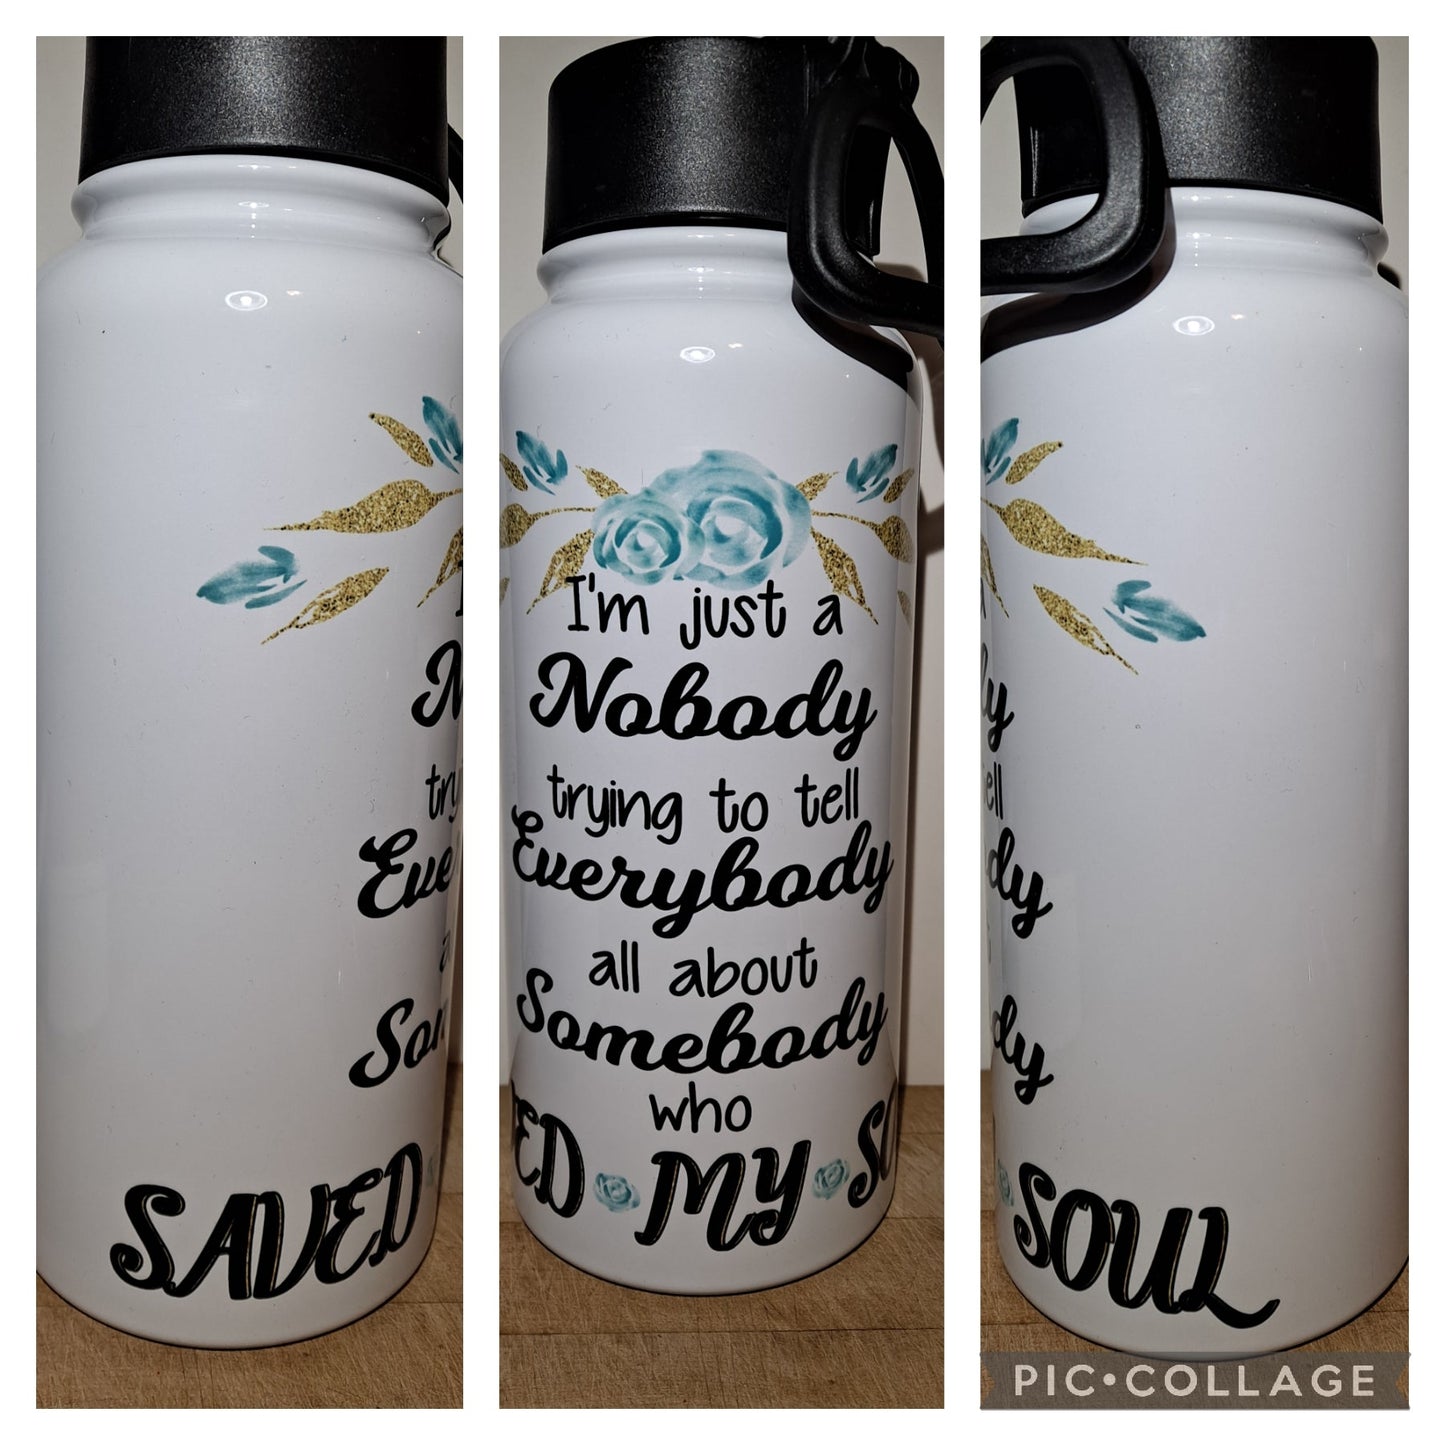 I'm just a
Nobody
trying to tell
Everybody
all about
Somebody
who
SAVED MY SOUL
PIC•COLLAGE